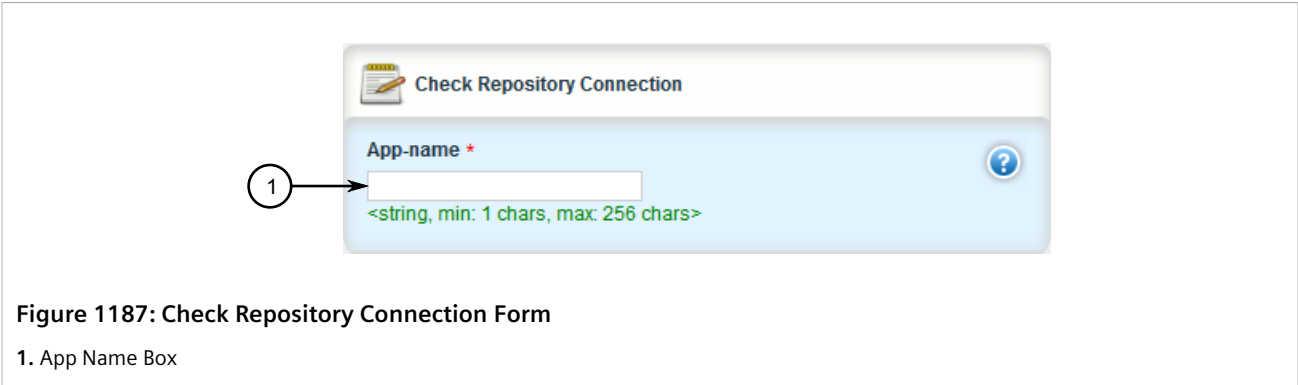 Check Repository Connection
App-name *
?
1
<string, min: 1 chars, max: 256 chars>
Figure 1187: Check Repository Connection Form
1. App Name Box